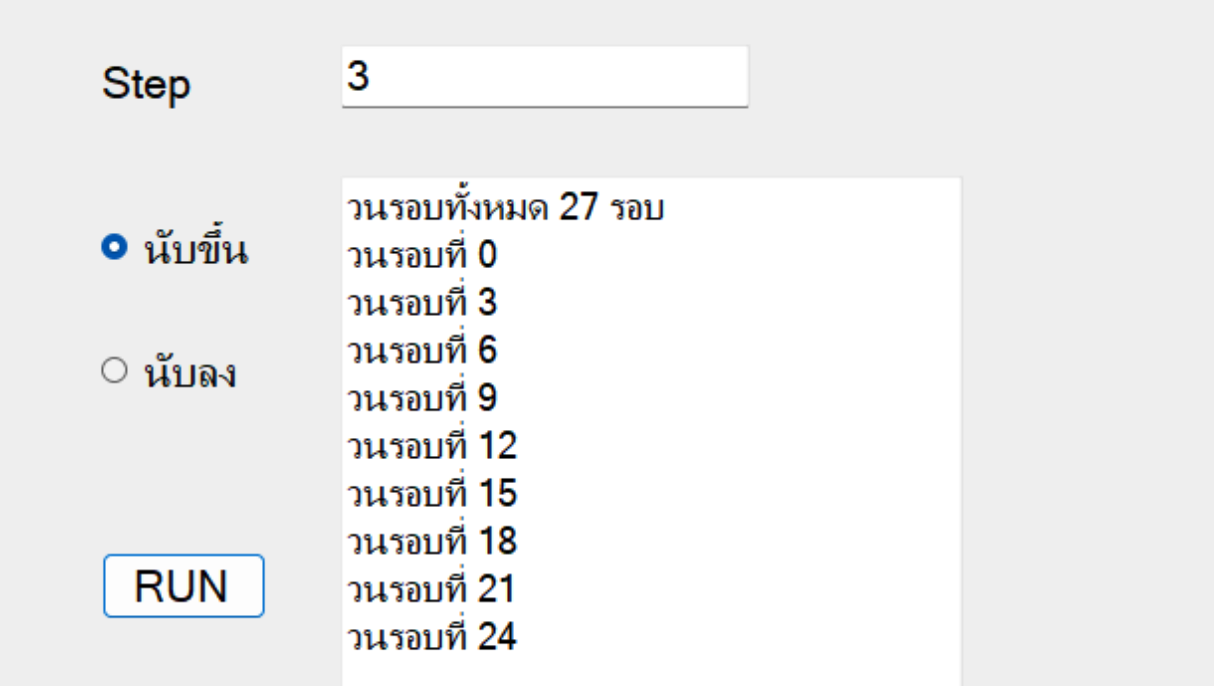 Step 3
วนรอบทั้งหมด 27 รอบ
นับขึ้น
วนรอบที่ 0
วนรอบที่ 3
วนรอบที่ 6
นับลง
วนรอบที่ 9
วนรอบที่ 12
วนรอบที่ 15
วนรอบที่ 18
RUN
วนรอบที่ 21
วนรอบที่ 24